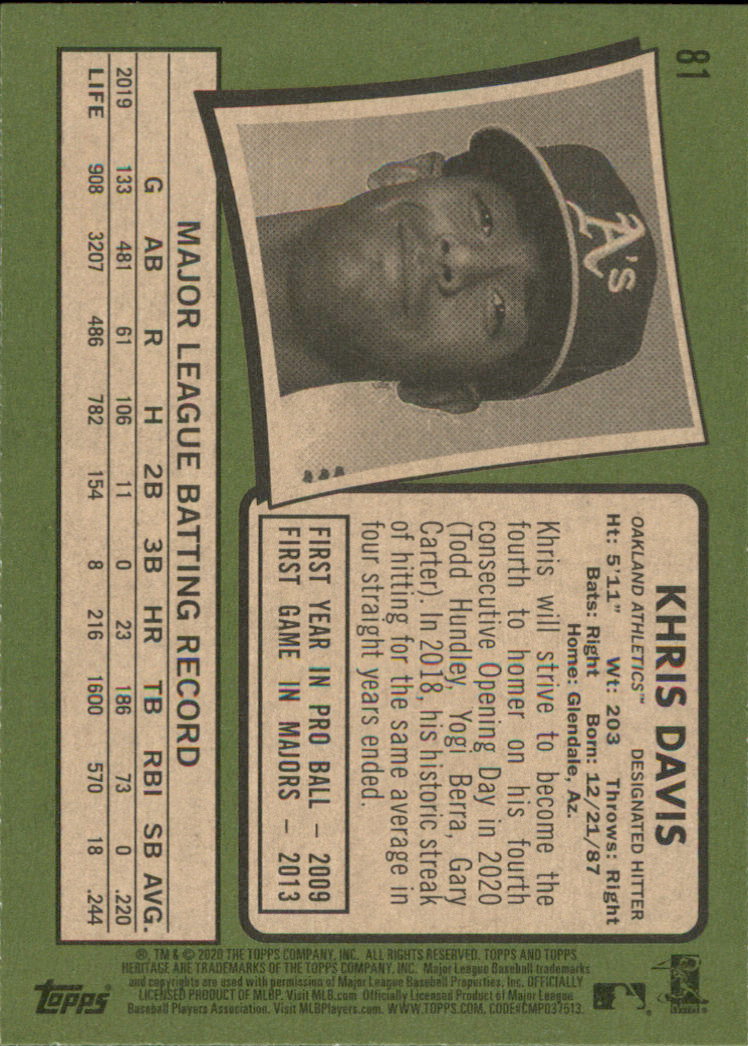 81
A's
KHRIS DAVIS
OAKLAND ATHLETICS™ DESIGNATED HITTER
Ht: 5'11" Wt: 203 Throws: Right
Bats: Right Born: 12/21/87
Home: Glendale, Az.
Khris will strive to become the
fourth to homer on his fourth
consecutive Opening Day in 2020
(Todd Hundley, Yogi Berra, Gary
Carter). In 2018, his historic streak
of hitting for the same average in
four straight years ended.
FIRST YEAR IN PRO BALL – 2009
FIRST GAME IN MAJORS – 2013
MAJOR LEAGUE BATTING RECORD
G AB R H 2B 3B HR TB RBI SB AVG.
2019 133 481 61 106 11 0 23 186 73 0 .220
LIFE 908 3207 486 782 154 8 216 1600 570 18 .244
®, TM & © 2020 THE TOPPS COMPANY, INC. ALL RIGHTS RESERVED. TOPPS AND TOPPS
HERITAGE ARE TRADEMARKS OF THE TOPPS COMPANY, INC. Major League Baseball trademarks
and copyrights are used with permission of Major League Baseball Properties, Inc. OFFICIALLY
LICENSED PRODUCT OF MLBP. Visit MLB.com Officially Licensed Product of Major League
Baseball Players Association. Visit MLBPlayers.com. WWW.TOPPS.COM. CODE#CMP037513.
topps®